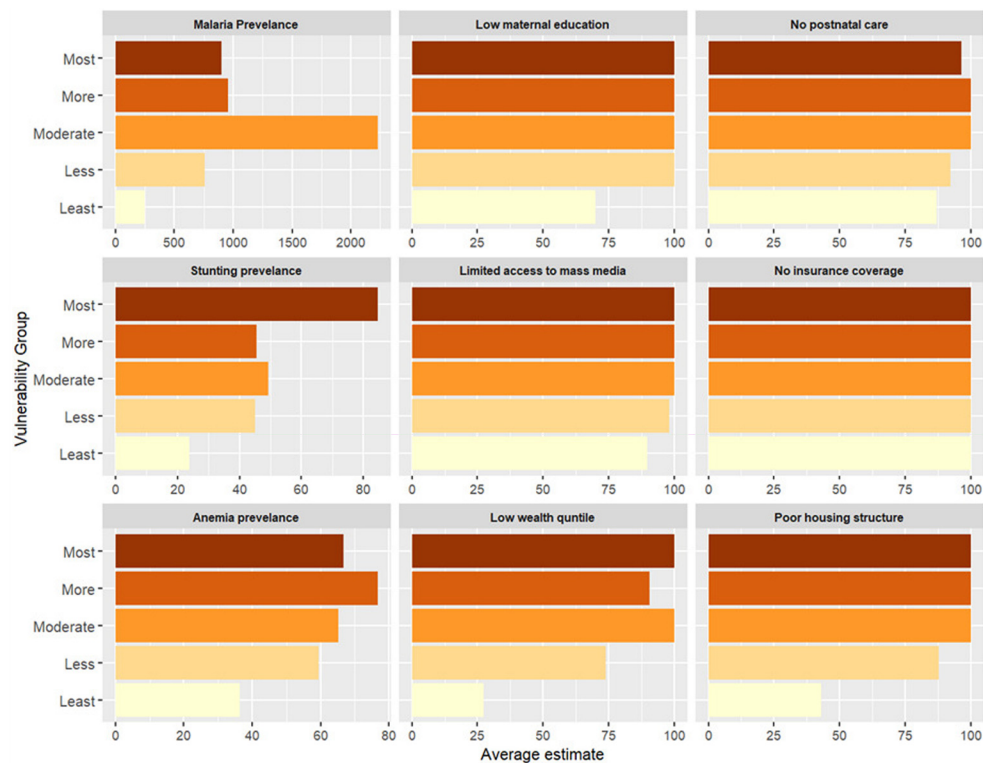 Malaria Prevelance
Low maternal education
No postnatal care
Most
More
Moderate
Less
Least
0 500 1000 1500 2000
0 25 50 75 100
0 25 50 75 100
Stunting prevelance
Limited access to mass media
No insurance coverage
Vulnerability Group
Most
More
Moderate
Less
Least
0 20 40 60 80
0 25 50 75 100
0 25 50 75 100
Anemia prevelance
Low wealth quntile
Poor housing structure
Most
More
Moderate
Less
Least
0 20 40 60 80
0 25 50 75 100
0 25 50 75 100
Average estimate